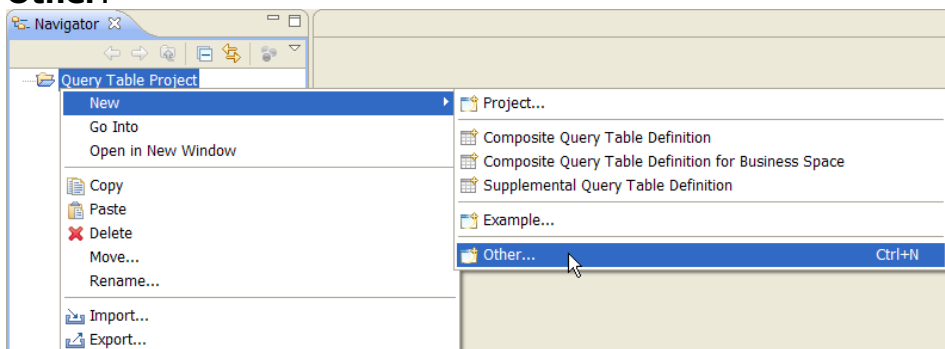 Other.
Navigator
Query Table Project
New
Go Into
Open in New Window
Copy
Paste
Delete
Move...
Rename...
Import...
Export...
Project...
Composite Query Table Definition
Composite Query Table Definition for Business Space
Supplemental Query Table Definition
Example...
Other... Ctrl+N